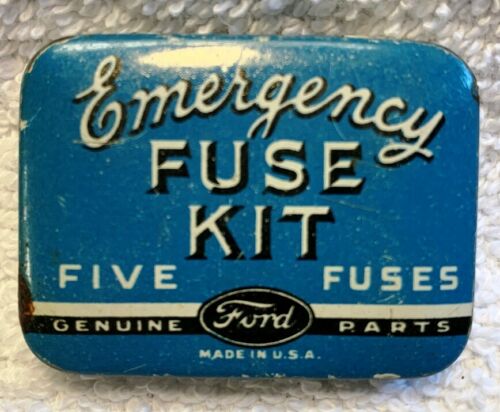 Emergency
FUSE
KIT
FIVE FUSES
GENUINE Ford PARTS
MADE IN U.S.A.